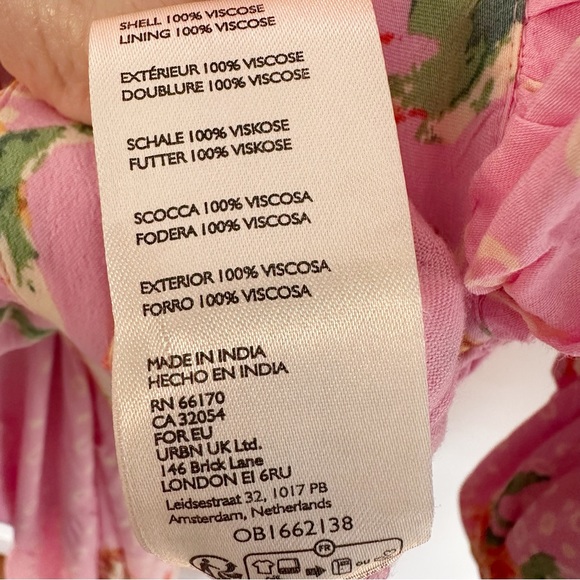 SHELL 100% VISCOSE
LINING 100% VISCOSE
EXTÉRIEUR 100% VISCOSE
DOUBLURE 100% VISCOSE
SCHALE 100% VISKOSE
FUTTER 100% VISKOSE
SCOCCA 100% VISCOSA
FODERA 100% VISCOSA
EXTERIOR 100% VISCOSA
FORRO 100% VISCOSA
MADE IN INDIA
HECHO EN INDIA
RN 66170
CA 32054
FOR EU
URBN UK Ltd.
146 Brick Lane
LONDON E1 6RU
Leidsestraat 32, 1017 PB
Amsterdam, Netherlands
OB1662138
FR
OU